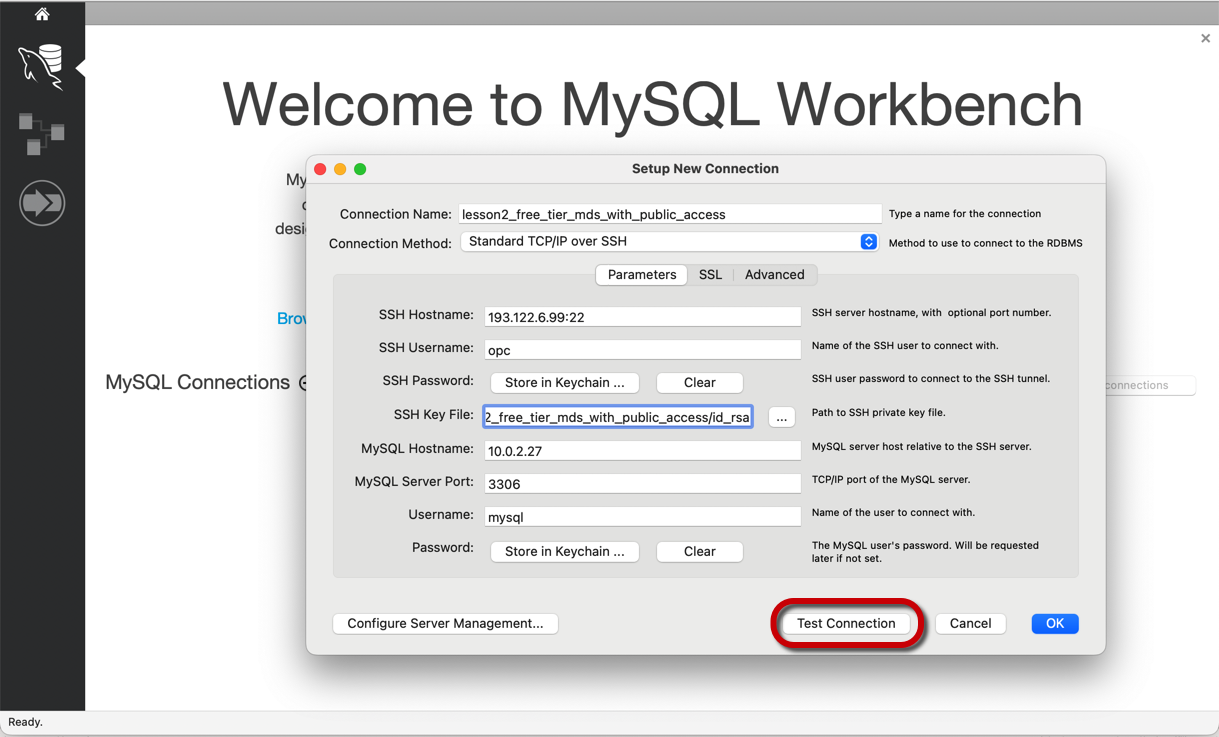 Welcome to MySQL Workbench
My
desi
Brow
MySQL Connections
connections
Setup New Connection
Connection Name: lesson2_free_tier_mds_with_public_access Type a name for the connection
Connection Method: Standard TCP/IP over SSH Method to use to connect to the RDBMS
Parameters SSL Advanced
SSH Hostname: 193.122.6.99:22 SSH server hostname, with optional port number.
SSH Username: opc Name of the SSH user to connect with.
SSH Password: Store in Keychain ... Clear SSH user password to connect to the SSH tunnel.
SSH Key File: 2_free_tier_mds_with_public_access/id_rsa ... Path to SSH private key file.
MySQL Hostname: 10.0.2.27 MySQL server host relative to the SSH server.
MySQL Server Port: 3306 TCP/IP port of the MySQL server.
Username: mysql Name of the user to connect with.
Password: Store in Keychain ... Clear The MySQL user's password. Will be requested
later if not set.
Configure Server Management... Test Connection Cancel OK
Ready.